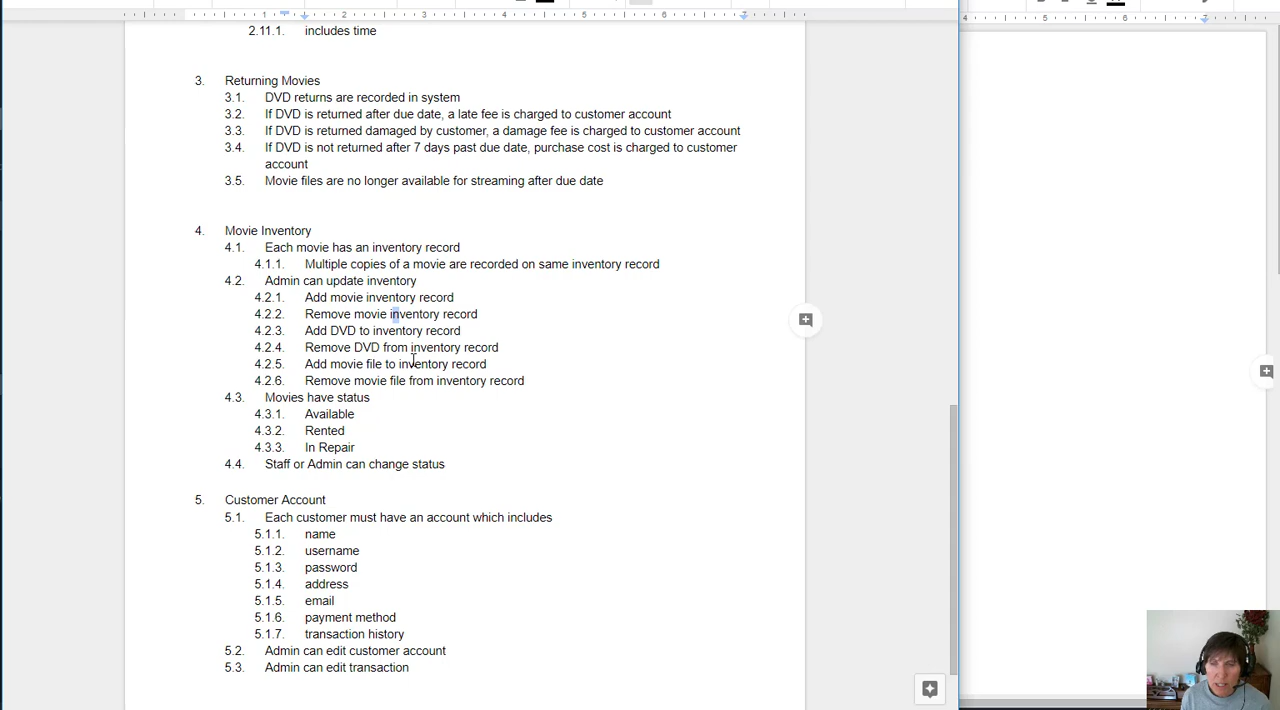 1 2 3 4 5 6 7
4 5 6 7
2.11.1. includes time
3. Returning Movies
3.1. DVD returns are recorded in system
3.2. If DVD is returned after due date, a late fee is charged to customer account
3.3. If DVD is returned damaged by customer, a damage fee is charged to customer account
3.4. If DVD is not returned after 7 days past due date, purchase cost is charged to customer
account
3.5. Movie files are no longer available for streaming after due date
4. Movie Inventory
4.1. Each movie has an inventory record
4.1.1. Multiple copies of a movie are recorded on same inventory record
4.2. Admin can update inventory
4.2.1. Add movie inventory record
4.2.2. Remove movie inventory record
4.2.3. Add DVD to inventory record
4.2.4. Remove DVD from inventory record
4.2.5. Add movie file to inventory record
4.2.6. Remove movie file from inventory record
4.3. Movies have status
4.3.1. Available
4.3.2. Rented
4.3.3. In Repair
4.4. Staff or Admin can change status
5. Customer Account
5.1. Each customer must have an account which includes
5.1.1. name
5.1.2. username
5.1.3. password
5.1.4. address
5.1.5. email
5.1.6. payment method
5.1.7. transaction history
5.2. Admin can edit customer account
5.3. Admin can edit transaction